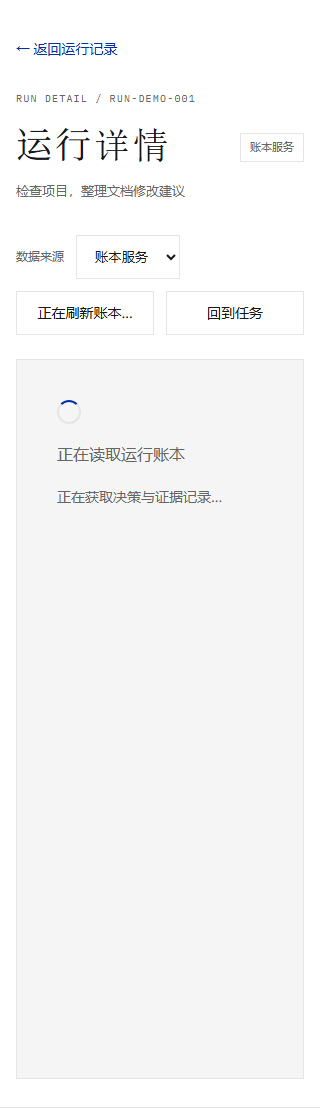 ← 返回运行记录
RUN DETAIL / RUN-DEMO-001
运行详情
账本服务
检查项目，整理文档修改建议
数据来源
账本服务
正在刷新账本...
回到任务
正在读取运行账本
正在获取决策与证据记录...